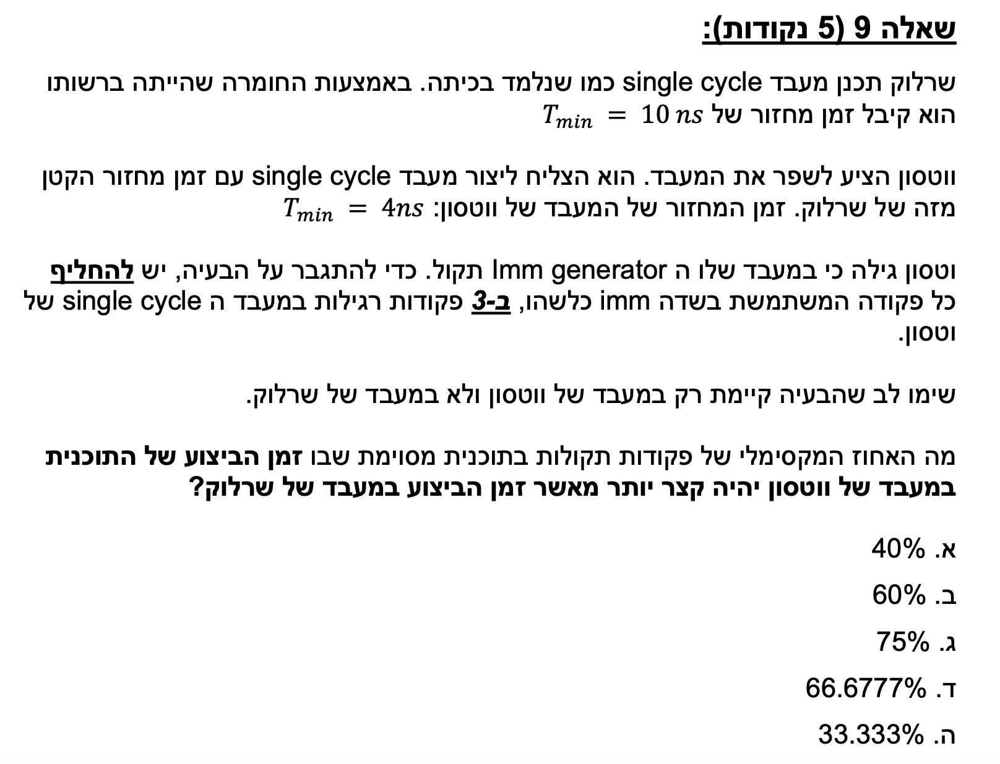 שאלה 9 (5 נקודות):
שרלוק תכנן מעבד single cycle כמו שנלמד בכיתה. באמצעות החומרה שהייתה ברשותו
הוא קיבל זמן מחזור של T_min = 10 ns
ווטסון הציע לשפר את המעבד. הוא הצליח ליצור מעבד single cycle עם זמן מחזור הקטן
מזה של שרלוק. זמן המחזור של המעבד של ווטסון: T_min = 4ns
וטסון גילה כי במעבד שלו ה Imm generator תקול. כדי להתגבר על הבעיה, יש להחליף
כל פקודה המשתמשת בשדה imm כלשהו, ב-3 פקודות רגילות במעבד ה single cycle של
וטסון.
שימו לב שהבעיה קיימת רק במעבד של ווטסון ולא במעבד של שרלוק.
מה האחוז המקסימלי של פקודות תקולות בתוכנית מסוימת שבו זמן הביצוע של התוכנית
במעבד של ווטסון יהיה קצר יותר מאשר זמן הביצוע במעבד של שרלוק?
א. 40%
ב. 60%
ג. 75%
ד. 66.6777%
ה. 33.333%